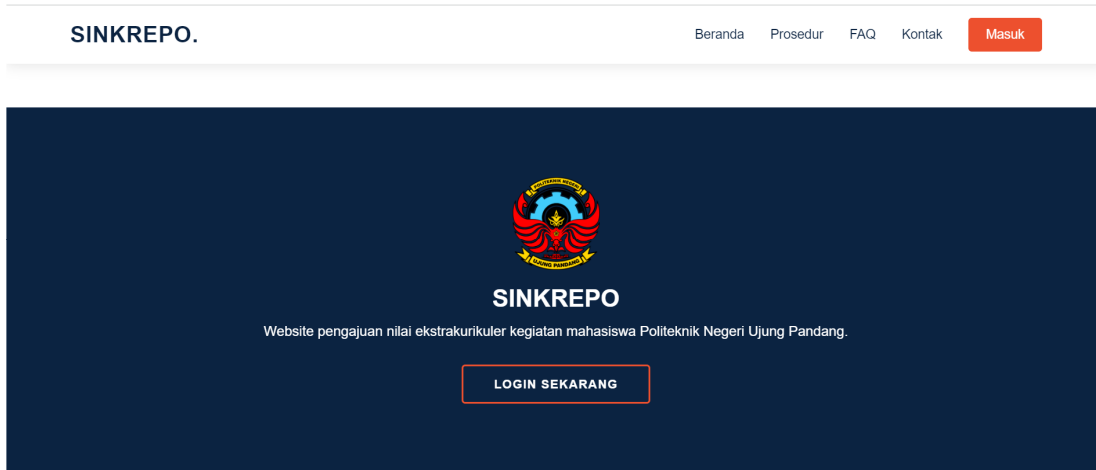 SINKREPO.
Beranda Prosedur FAQ Kontak Masuk
POLITEKNIK NEGERI
UJUNG PANDANG
SINKREPO
Website pengajuan nilai ekstrakurikuler kegiatan mahasiswa Politeknik Negeri Ujung Pandang.
LOGIN SEKARANG